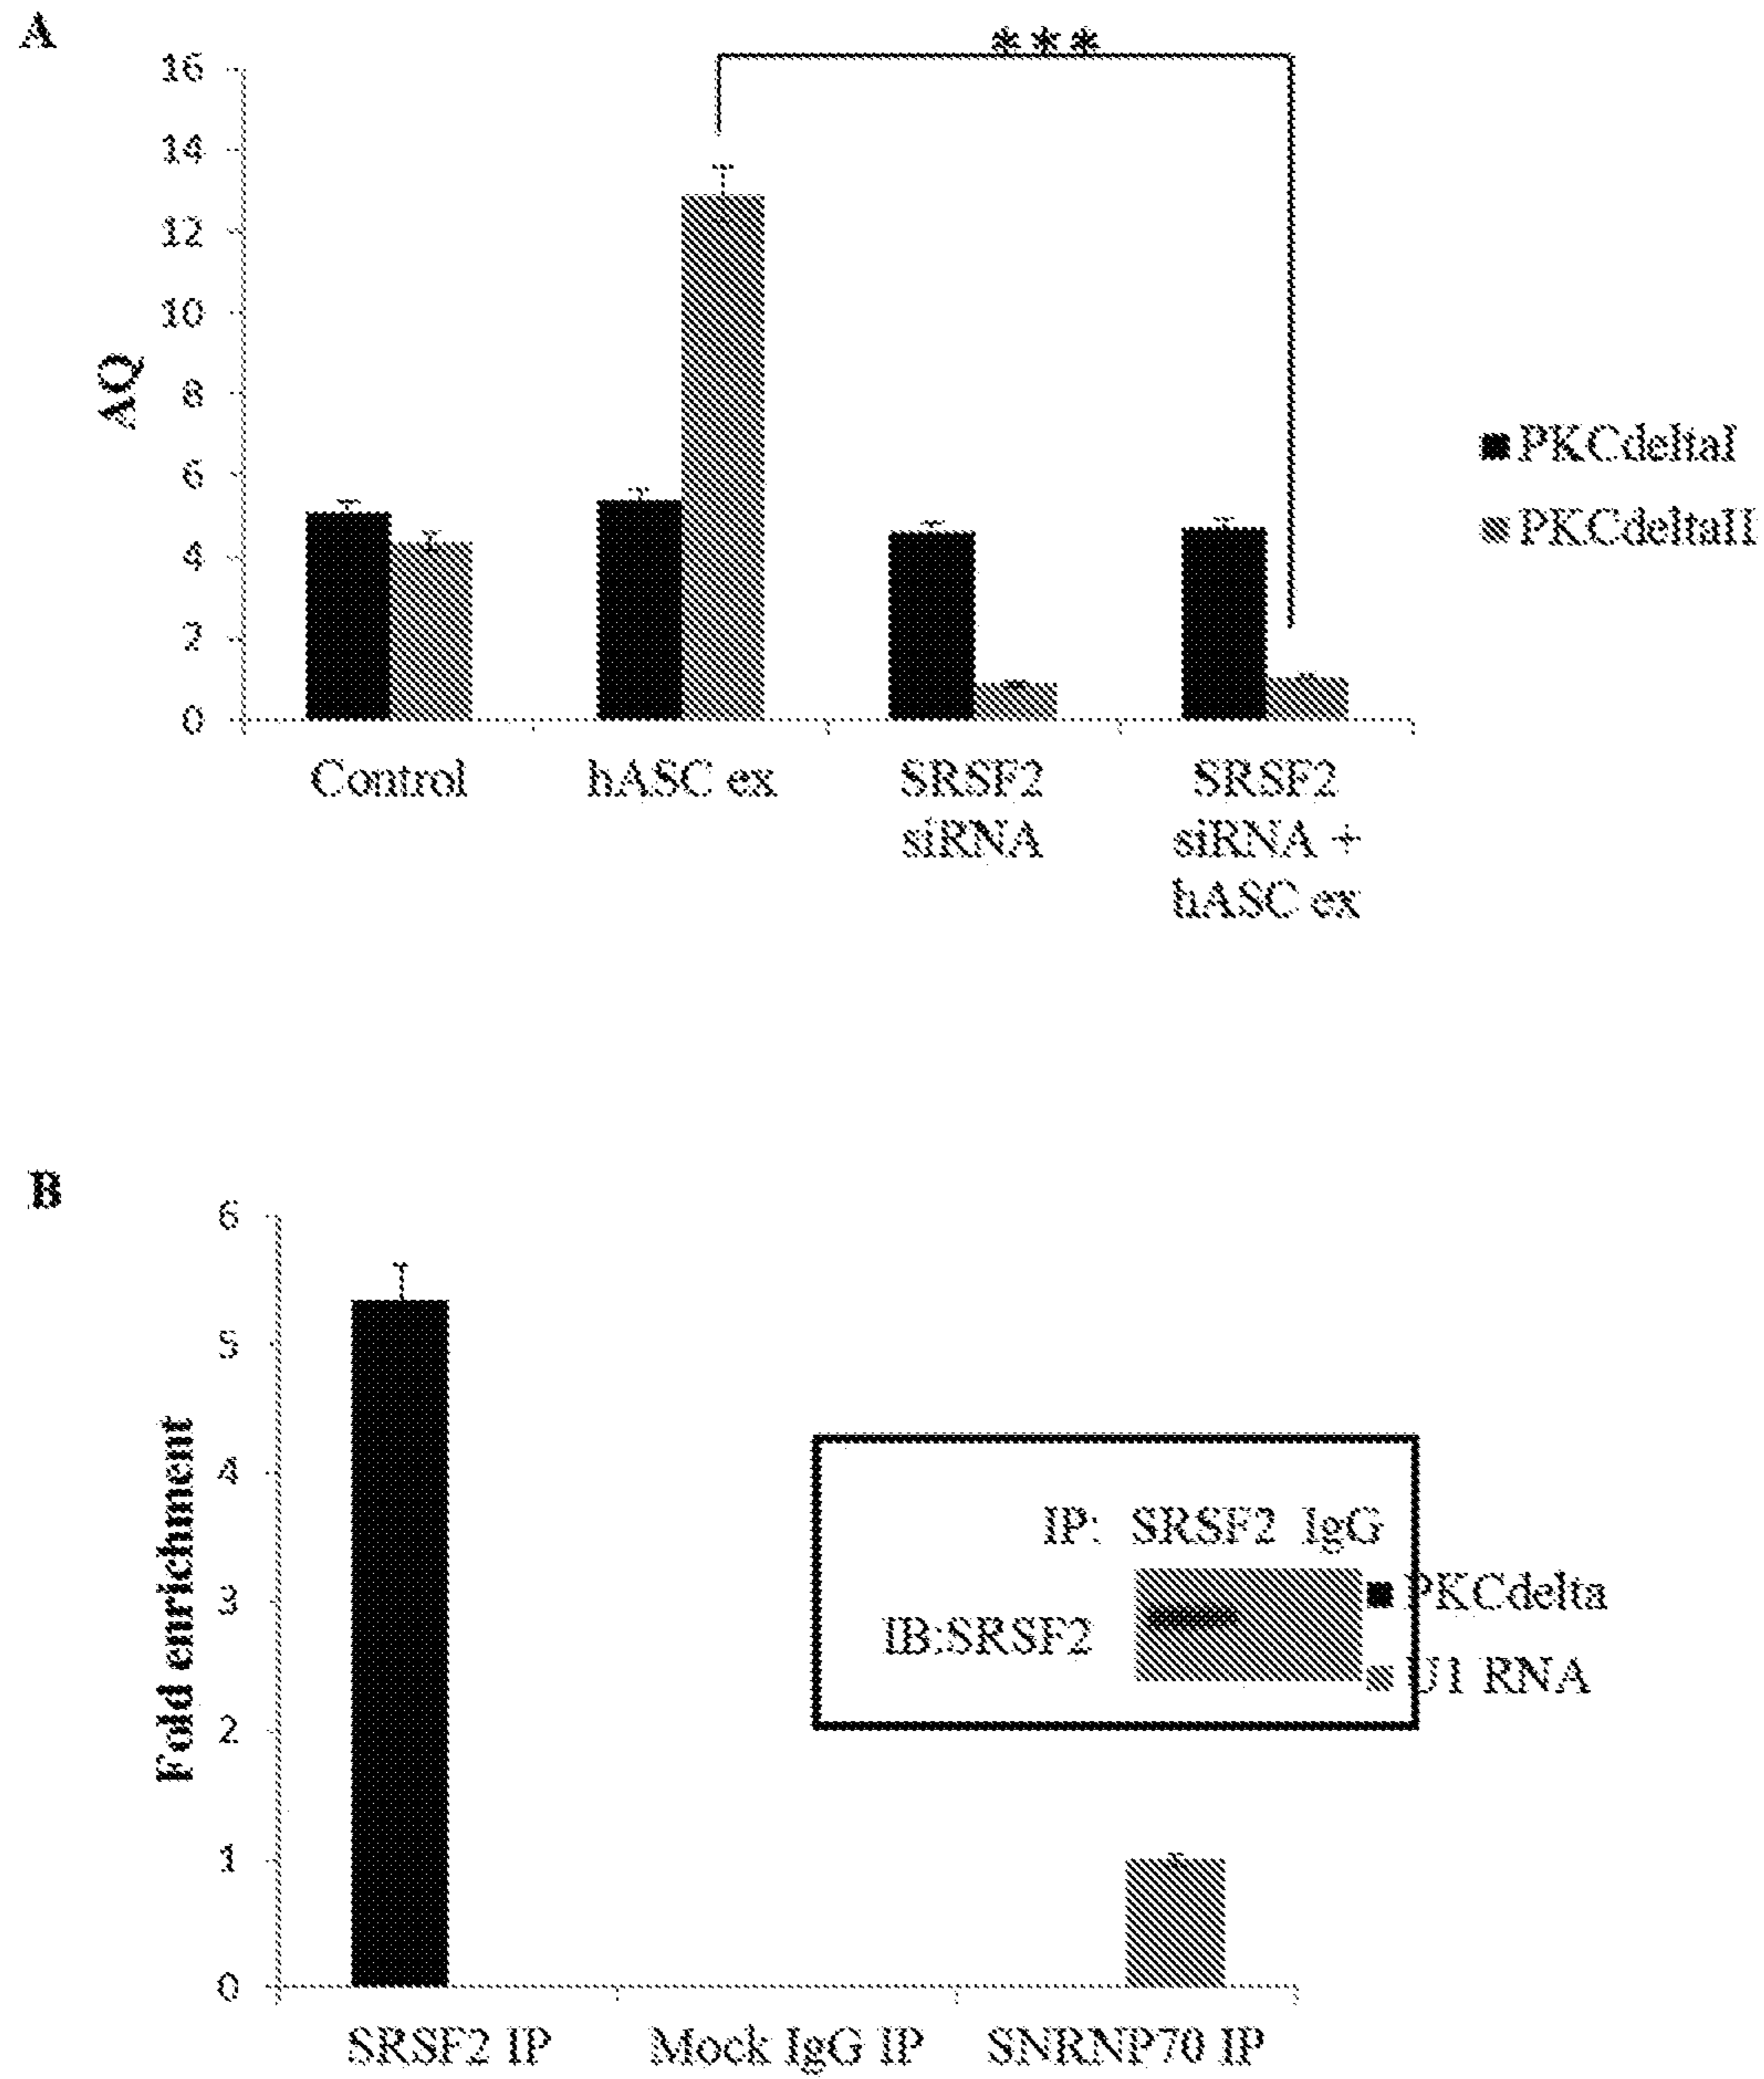 A
***
16
14
12
10
8
6
4
2
0
AQ
PKCdeltaI
PKCdeltaII
Control
hASC ex
SRSF2
siRNA
SRSF2
siRNA +
hASC ex
B
6
5
4
3
2
1
0
Fold enrichment
IP: SRSF2 IgG
IB:SRSF2
PKCdelta
U1 RNA
SRSF2 IP
Mock IgG IP
SNRNP70 IP